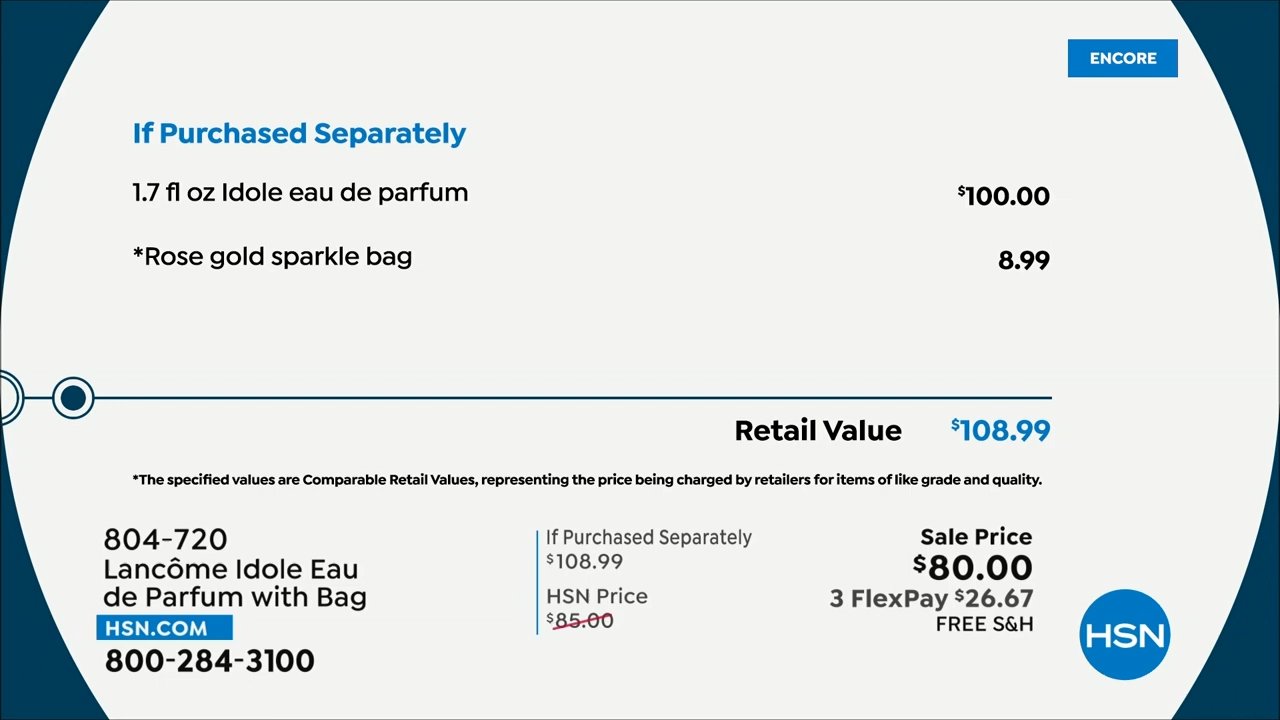 ENCORE
If Purchased Separately
1.7 fl oz Idole eau de parfum $100.00
*Rose gold sparkle bag 8.99
Retail Value $108.99
*The specified values are Comparable Retail Values, representing the price being charged by retailers for items of like grade and quality.
804-720
Lancôme Idole Eau
de Parfum with Bag
HSN.COM
800-284-3100
If Purchased Separately
$108.99
HSN Price
$85.00
Sale Price
$80.00
3 FlexPay $26.67
FREE S&H
HSN